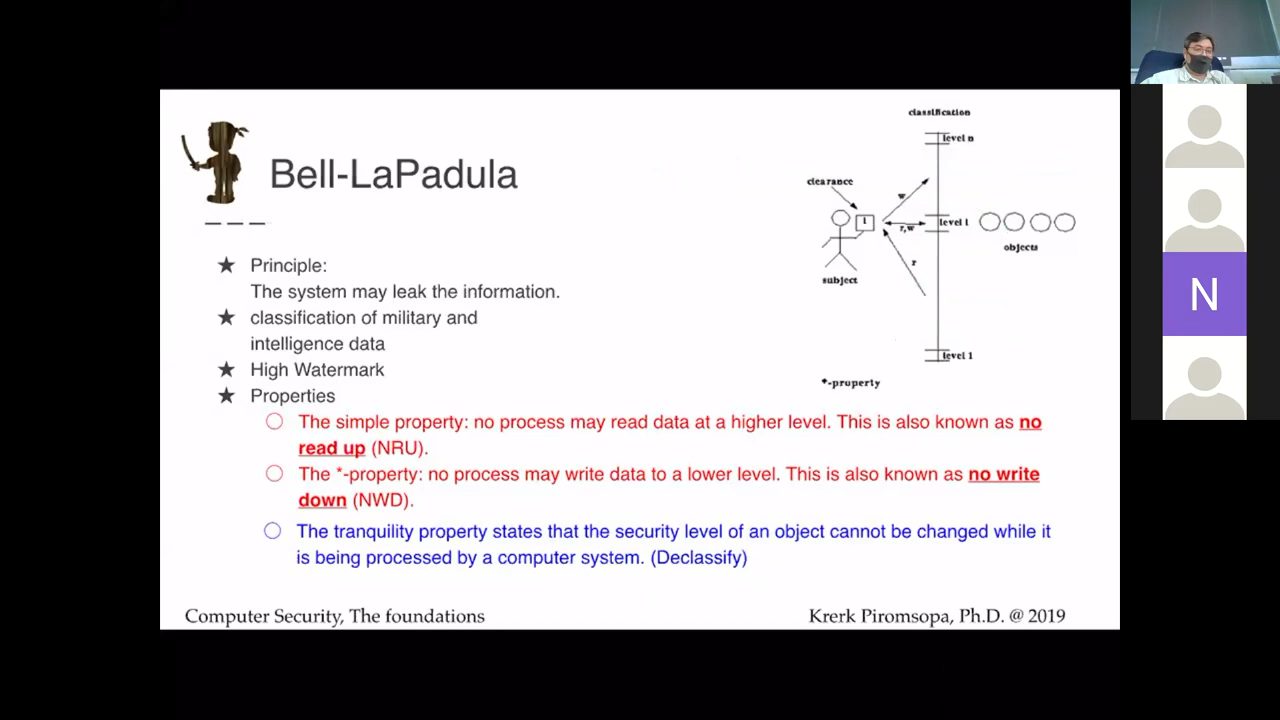 Bell-LaPadula
★ Principle:
The system may leak the information.
★ classification of military and
intelligence data
★ High Watermark
★ Properties
○ The simple property: no process may read data at a higher level. This is also known as no
read up (NRU).
○ The *-property: no process may write data to a lower level. This is also known as no write
down (NWD).
○ The tranquility property states that the security level of an object cannot be changed while it
is being processed by a computer system. (Declassify)
classification
level n
clearance
w
l
r,w
level l
objects
r
subject
level 1
*-property
Computer Security, The foundations
Krerk Piromsopa, Ph.D. @ 2019
N